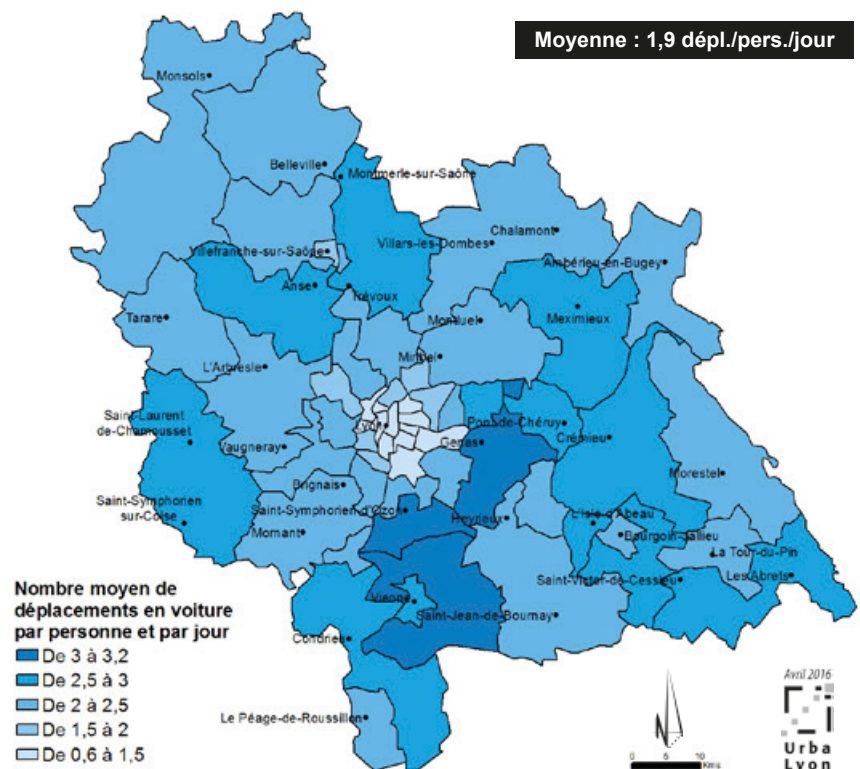 Moyenne : 1,9 dépl./pers./jour
Monsols
Belleville
Montmerle-sur-Saône
Chalamont
Villars-les-Dombes
Villefranche-sur-Saône
Ambérieu-en-Bugey
Anse
Trévoux
Meximieux
Tarare
Montluel
Miribel
L'Arbresle
Saint-Laurent
de-Chamousset
Lyon
Pont-de-Chéruy
Genas
Crémieu
Vaugneray
Morestel
Brignais
Saint-Symphorien
sur-Coise
Saint-Symphorien-d'Ozon
Heyrieux
L'Isle-d'Abeau
Mornant
Bourgoin-Jallieu
La Tour-du-Pin
Saint-Victor-de-Cessieu
Les Abrets
Vienne
Saint-Jean-de-Bournay
Condrieu
Le Péage-de-Roussillon
Nombre moyen de
déplacements en voiture
par personne et par jour
De 3 à 3,2
De 2,5 à 3
De 2 à 2,5
De 1,5 à 2
De 0,6 à 1,5
N
0 5 10
Kms
Avril 2016
Urba
Lyon